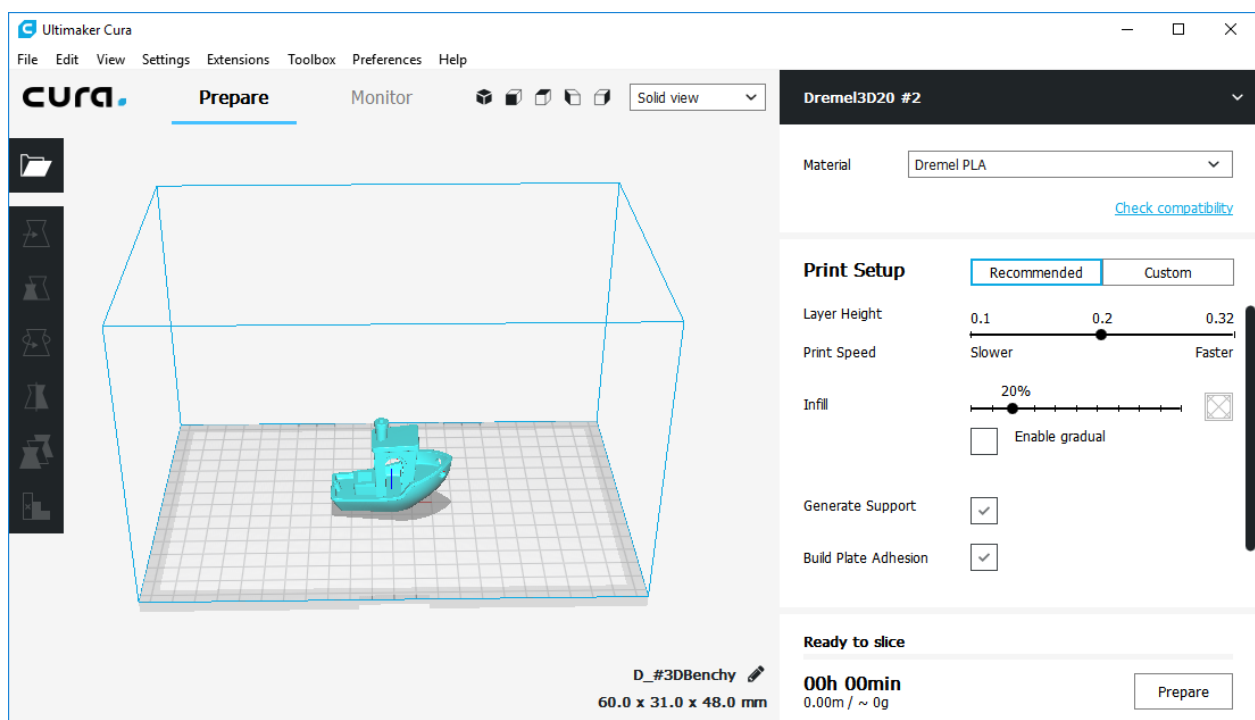 Ultimaker Cura
File Edit View Settings Extensions Toolbox Preferences Help
cura.
Prepare Monitor
Solid view
Dremel3D20 #2
Material Dremel PLA
Check compatibility
Print Setup Recommended Custom
Layer Height 0.1 0.2 0.32
Print Speed Slower Faster
20%
Infill
Enable gradual
Generate Support
Build Plate Adhesion
D_#3DBenchy
60.0 x 31.0 x 48.0 mm
Ready to slice
00h 00min
0.00m / ~ 0g
Prepare